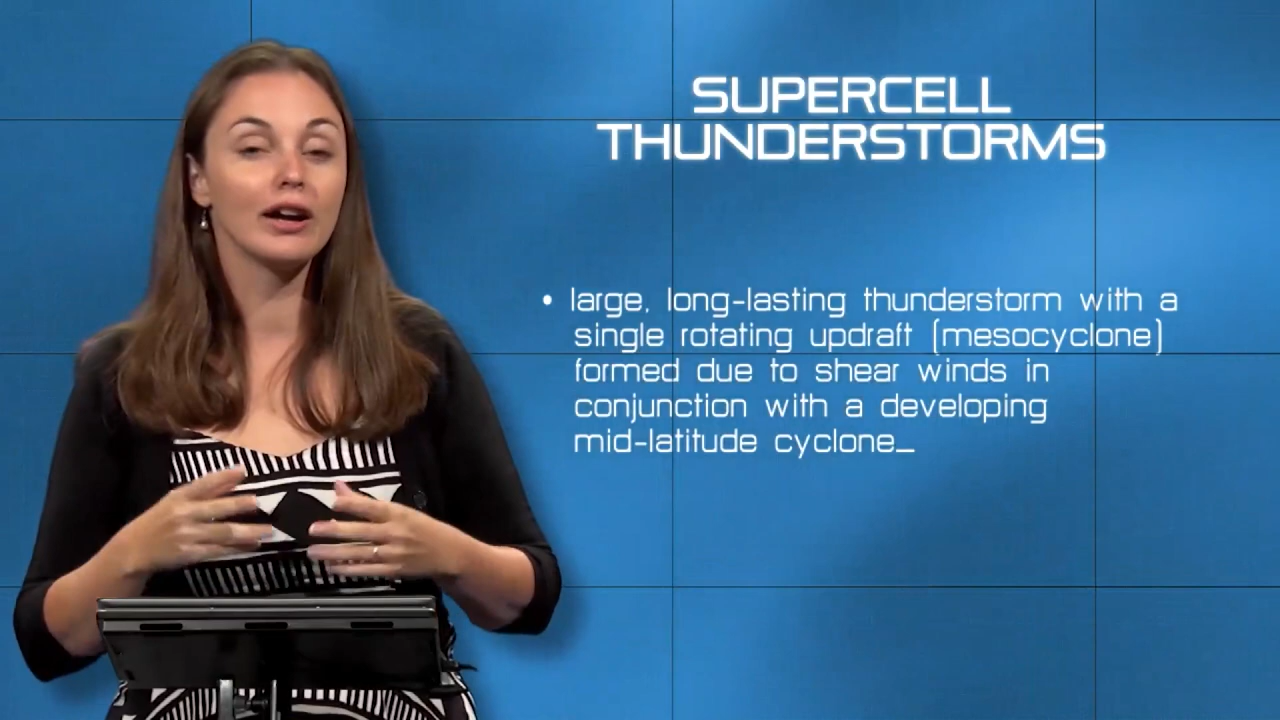 SUPERCELL
THUNDERSTORMS
• large, long-lasting thunderstorm with a
single rotating updraft (mesocyclone)
formed due to shear winds in
conjunction with a developing
mid-latitude cyclone_